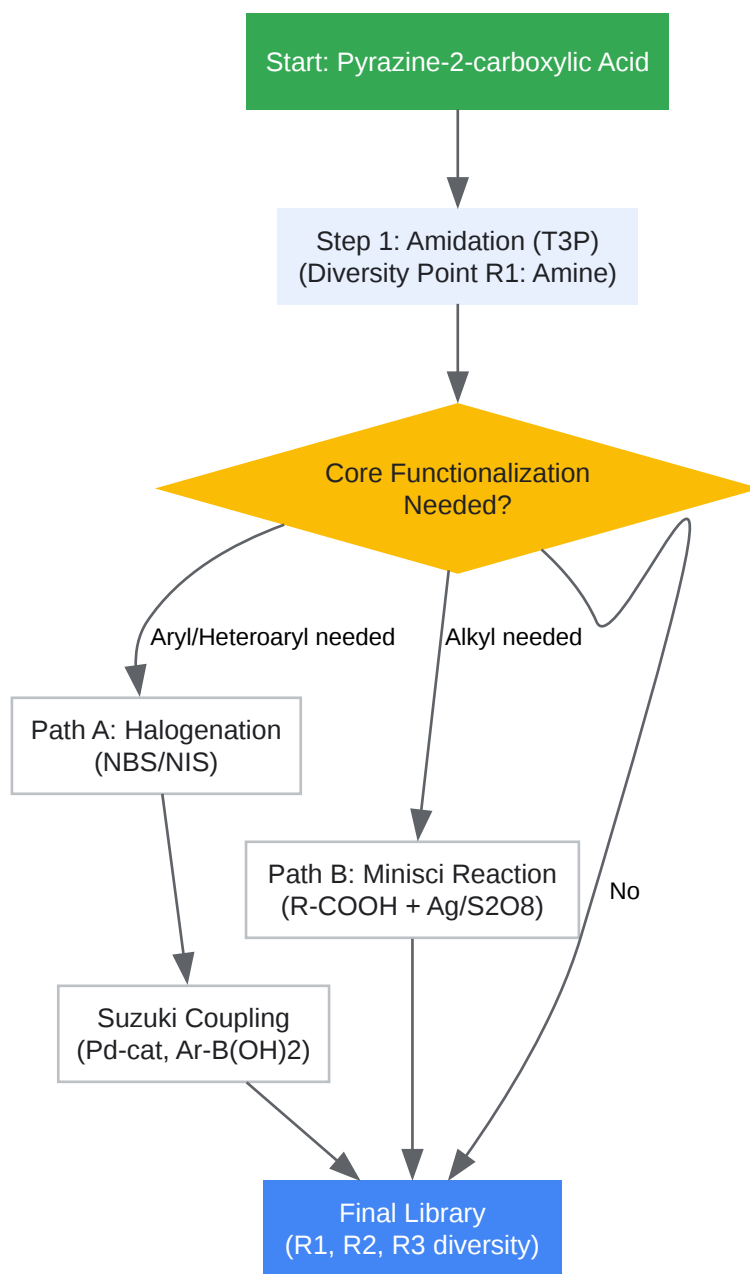 Start: Pyrazine-2-carboxylic Acid
Step 1: Amidation (T3P)
(Diversity Point R1: Amine)
Core Functionalization
Needed?
Aryl/Heteroaryl needed
Alkyl needed
Path A: Halogenation
(NBS/NIS)
Path B: Minisci Reaction
(R-COOH + Ag/S2O8)
No
Suzuki Coupling
(Pd-cat, Ar-B(OH)2)
Final Library
(R1, R2, R3 diversity)